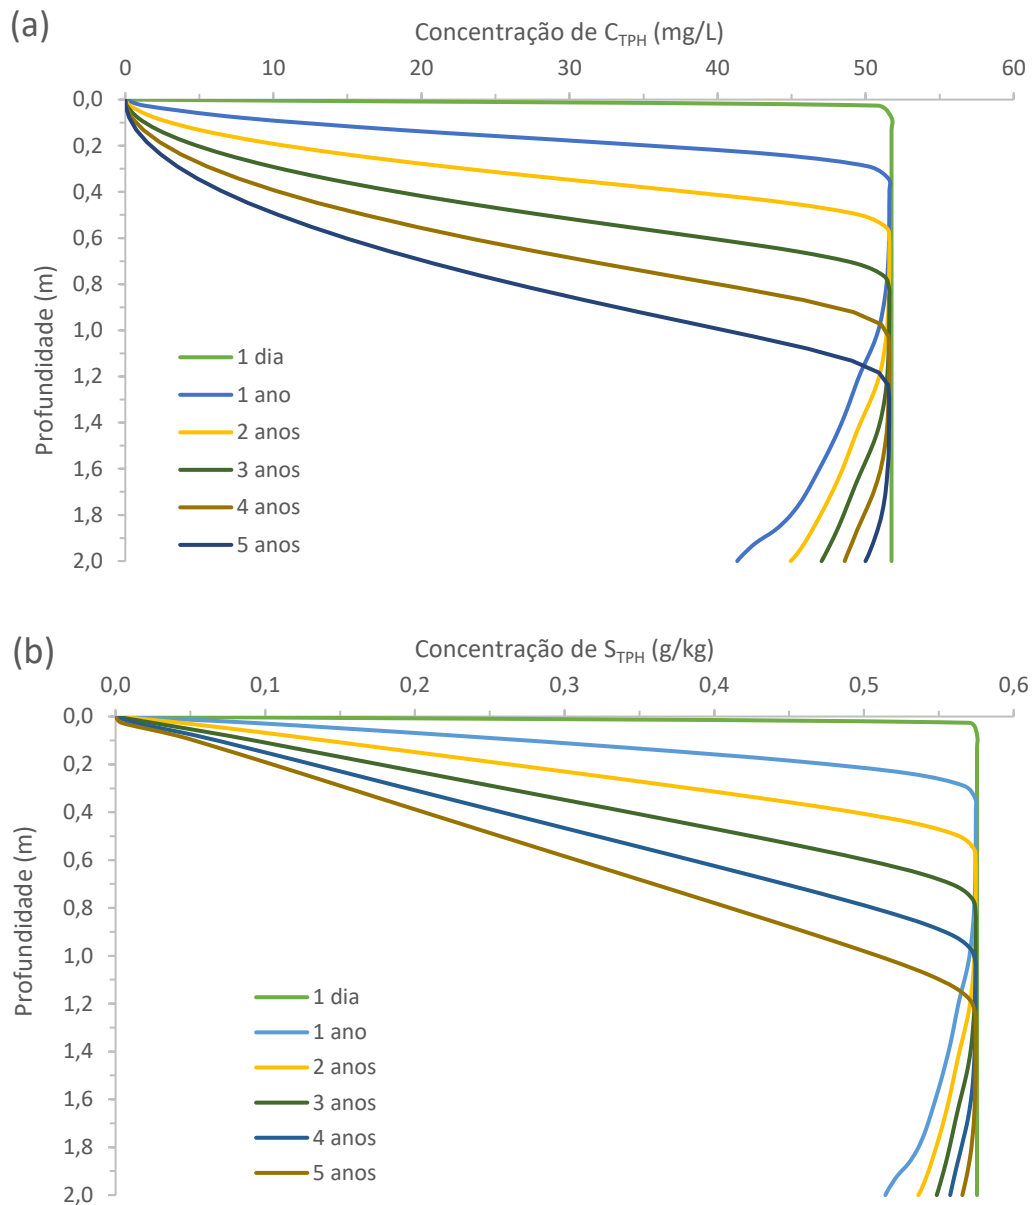 (a)
Concentração de C_TPH (mg/L)
0 10 20 30 40 50 60
0,0
0,2
0,4
0,6
0,8
1,0
1,2
1,4
1,6
1,8
2,0
Profundidade (m)
1 dia
1 ano
2 anos
3 anos
4 anos
5 anos
(b)
Concentração de S_TPH (g/kg)
0,0 0,1 0,2 0,3 0,4 0,5 0,6
0,0
0,2
0,4
0,6
0,8
1,0
1,2
1,4
1,6
1,8
2,0
Profundidade (m)
1 dia
1 ano
2 anos
3 anos
4 anos
5 anos